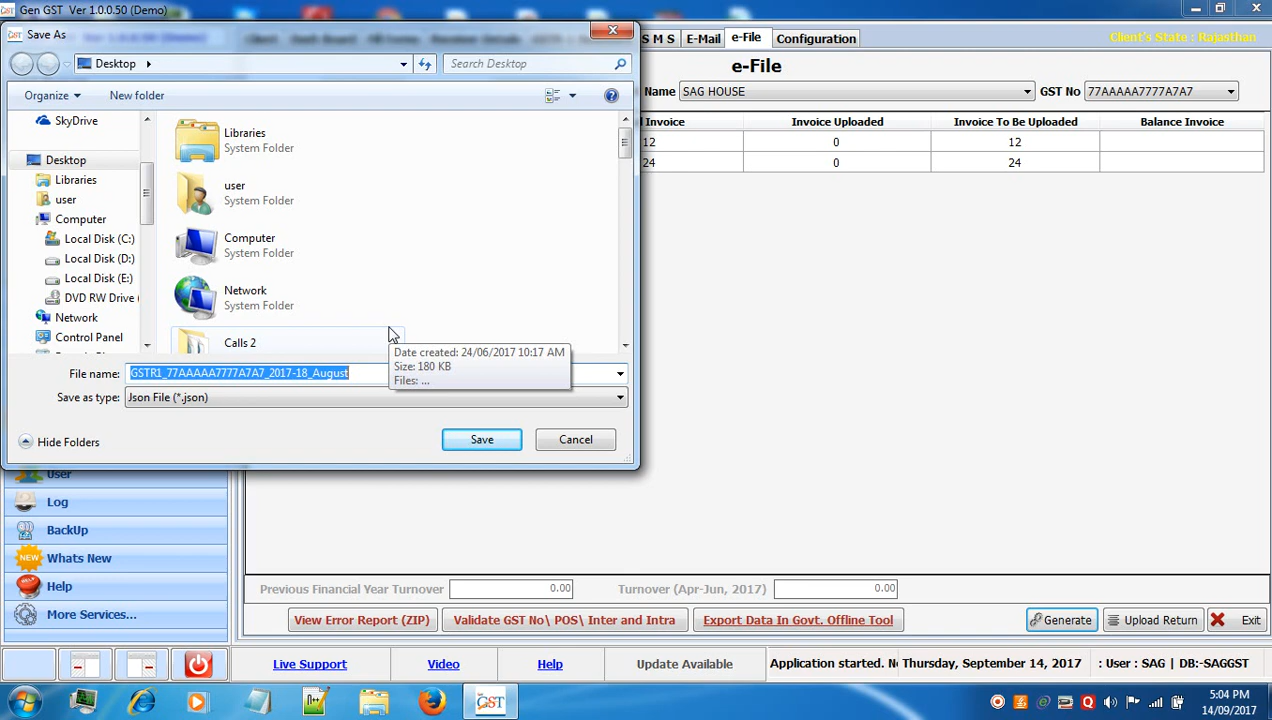 Gen GST Ver 1.0.0.50 (Demo)
Save As
Desktop
Search Desktop
Organize
New folder
SkyDrive
Desktop
Libraries
user
Computer
Local Disk (C:)
Local Disk (D:)
Local Disk (E:)
DVD RW Drive (
Network
Control Panel
Libraries
System Folder
user
System Folder
Computer
System Folder
Network
System Folder
Calls 2
Date created: 24/06/2017 10:17 AM
Size: 180 KB
Files: ...
File name: GSTR1_77AAAAA7777A7A7_2017-18_August
Save as type: Json File (*.json)
Hide Folders
Save
Cancel
S M S
E-Mail
e-File
Configuration
Client's State : Rajasthan
e-File
Name SAG HOUSE
GST No 77AAAAA7777A7A7
l Invoice Invoice Uploaded Invoice To Be Uploaded Balance Invoice
12 0 12
24 0 24
User
Log
BackUp
NEW Whats New
Help
More Services...
Previous Financial Year Turnover 0.00 Turnover (Apr-Jun, 2017) 0.00
View Error Report (ZIP) Validate GST No\ POS\ Inter and Intra Export Data In Govt. Offline Tool Generate Upload Return Exit
Live Support Video Help Update Available Application started. N Thursday, September 14, 2017 : User : SAG | DB:-SAGGST
GST
5:04 PM
14/09/2017